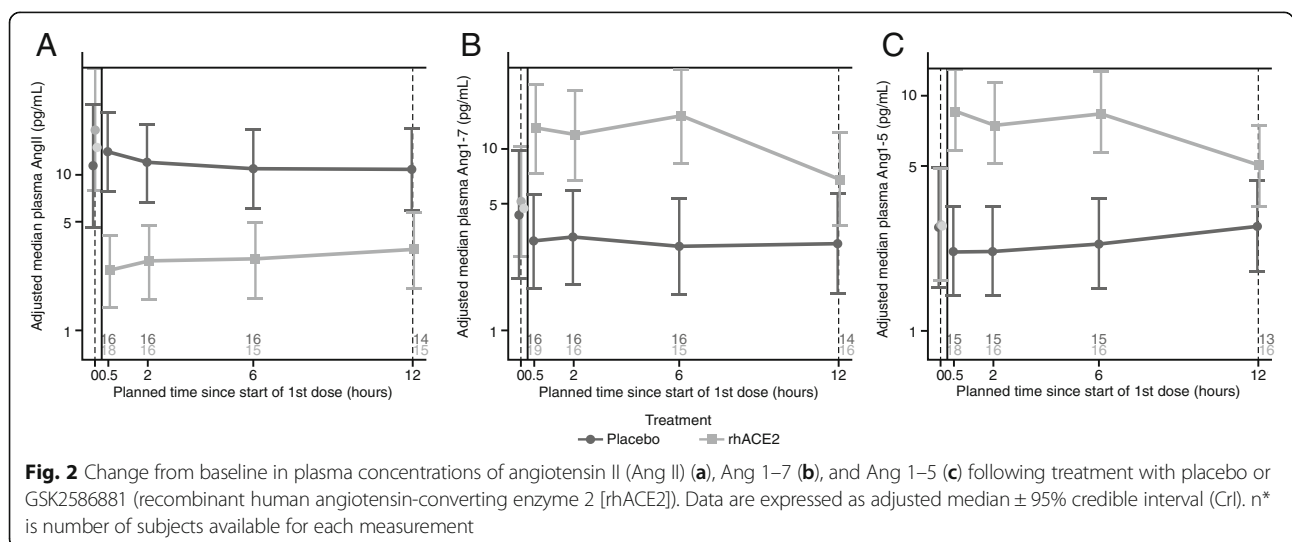 A
Adjusted median plasma AngII (pg/mL)
10
5
1
16 16 16 14
18 16 15 15
0 0.5 2 6 12
Planned time since start of 1st dose (hours)
B
Adjusted median plasma Ang1-7 (pg/mL)
10
5
1
16 16 16 14
19 16 15 16
0 0.5 2 6 12
Planned time since start of 1st dose (hours)
C
Adjusted median plasma Ang1-5 (pg/mL)
10
5
1
15 15 15 13
18 16 16 16
0 0.5 2 6 12
Planned time since start of 1st dose (hours)
Treatment
Placebo rhACE2
Fig. 2 Change from baseline in plasma concentrations of angiotensin II (Ang II) (a), Ang 1–7 (b), and Ang 1–5 (c) following treatment with placebo or
GSK2586881 (recombinant human angiotensin-converting enzyme 2 [rhACE2]). Data are expressed as adjusted median ± 95% credible interval (CrI). n*
is number of subjects available for each measurement